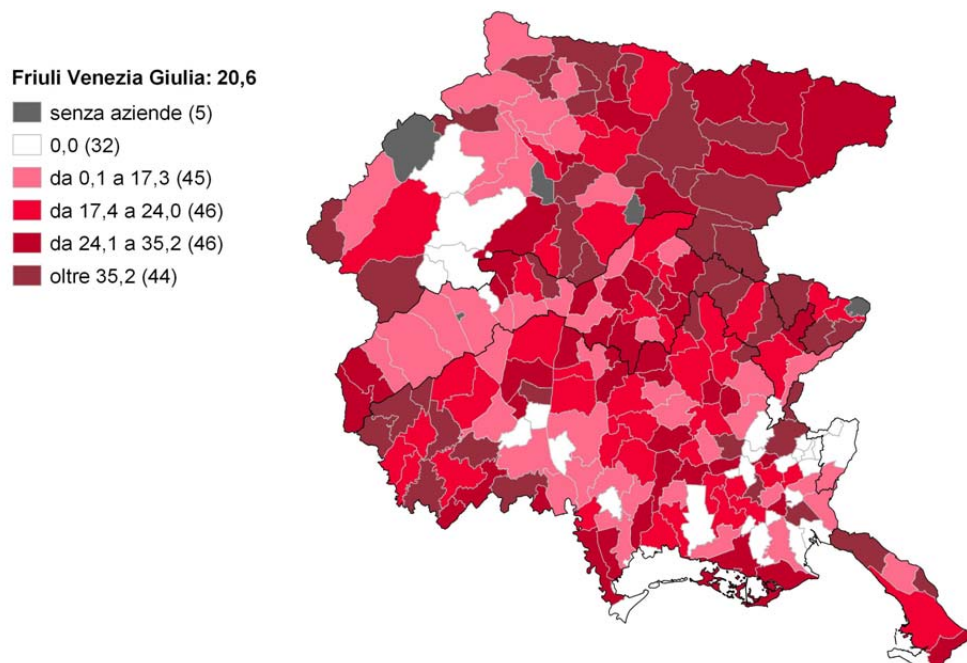 Friuli Venezia Giulia: 20,6
senza aziende (5)
0,0 (32)
da 0,1 a 17,3 (45)
da 17,4 a 24,0 (46)
da 24,1 a 35,2 (46)
oltre 35,2 (44)